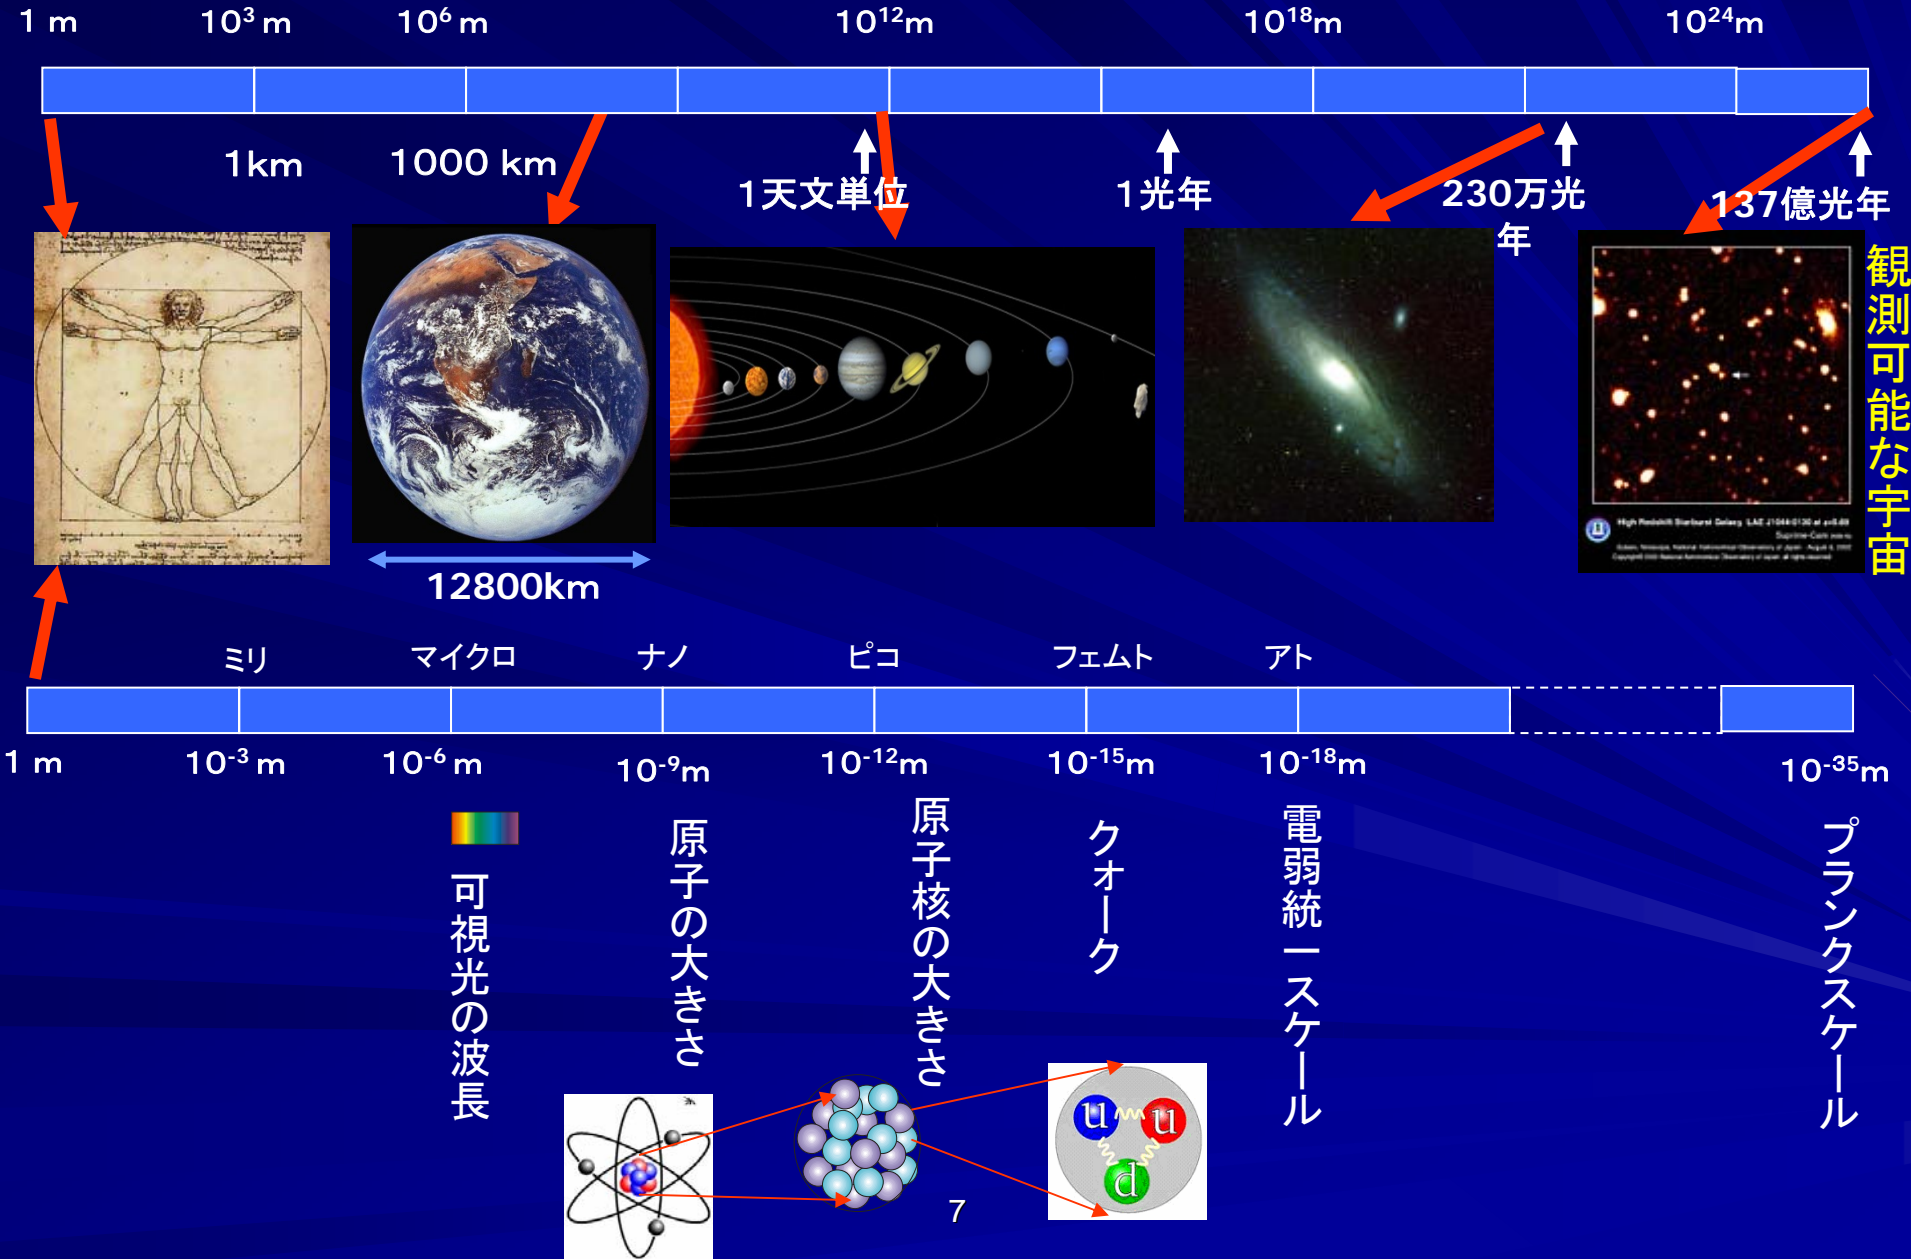 1 m
10³ m
10⁶ m
10¹²m
10¹⁸m
10²⁴m
1km
1000 km
1天文単位
1光年
230万光
年
137億光年
観測可能な宇宙
12800km
ミリ
マイクロ
ナノ
ピコ
フェムト
アト
1 m
10⁻³ m
10⁻⁶ m
10⁻⁹m
10⁻¹²m
10⁻¹⁵m
10⁻¹⁸m
10⁻³⁵m
可視光の波長
原子の大きさ
原子核の大きさ
クォーク
電弱統一スケール
プランクスケール
u
u
d
7